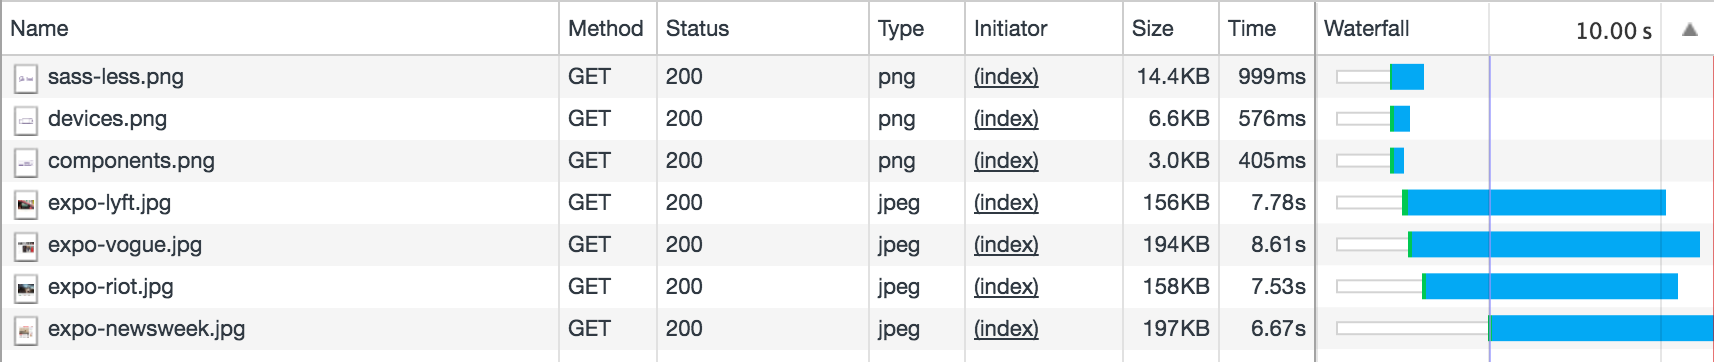 Name Method Status Type Initiator Size Time Waterfall 10.00 s ▲
sass-less.png GET 200 png (index) 14.4KB 999ms
devices.png GET 200 png (index) 6.6KB 576ms
components.png GET 200 png (index) 3.0KB 405ms
expo-lyft.jpg GET 200 jpeg (index) 156KB 7.78s
expo-vogue.jpg GET 200 jpeg (index) 194KB 8.61s
expo-riot.jpg GET 200 jpeg (index) 158KB 7.53s
expo-newsweek.jpg GET 200 jpeg (index) 197KB 6.67s